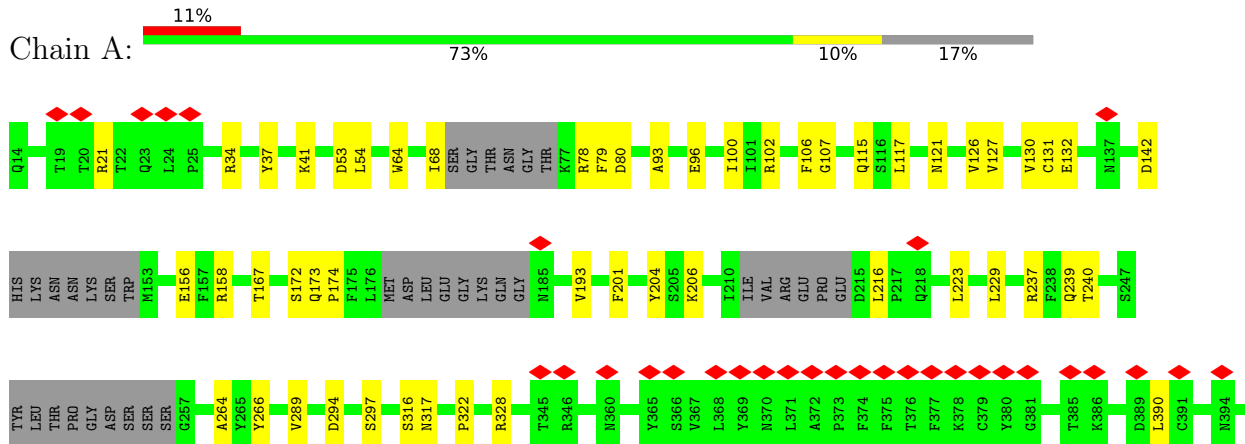 11%
Chain A:
73% 10% 17%
Q14 T19 T20 R21 T22 Q23 L24 P25 R34 Y37 K41 D53 L54 W64 I68 SER GLY THR ASN GLY THR K77 R78 F79 D80 A93 E96 I100 I101 R102 F106 G107 Q115 S116 L117 N121 V126 V127 V130 C131 E132 N137 D142
HIS LYS ASN ASN LYS SER TRP M153 E156 F157 R158 T167 S172 Q173 P174 F175 L176 MET ASP LEU GLU GLY LYS GLN GLY N185 V193 F201 Y204 S205 K206 I210 ILE VAL ARG GLU PRO GLU D215 L216 P217 Q218 L223 L229 R237 F238 Q239 T240 S247
TYR LEU THR PRO GLY ASP SER SER SER G257 A264 Y265 Y266 V289 D294 S297 S316 N317 P322 R328 T345 R346 N360 Y365 S366 V367 L368 Y369 N370 L371 A372 P373 F374 F375 T376 F377 K378 C379 Y380 G381 T385 K386 D389 L390 C391 N394